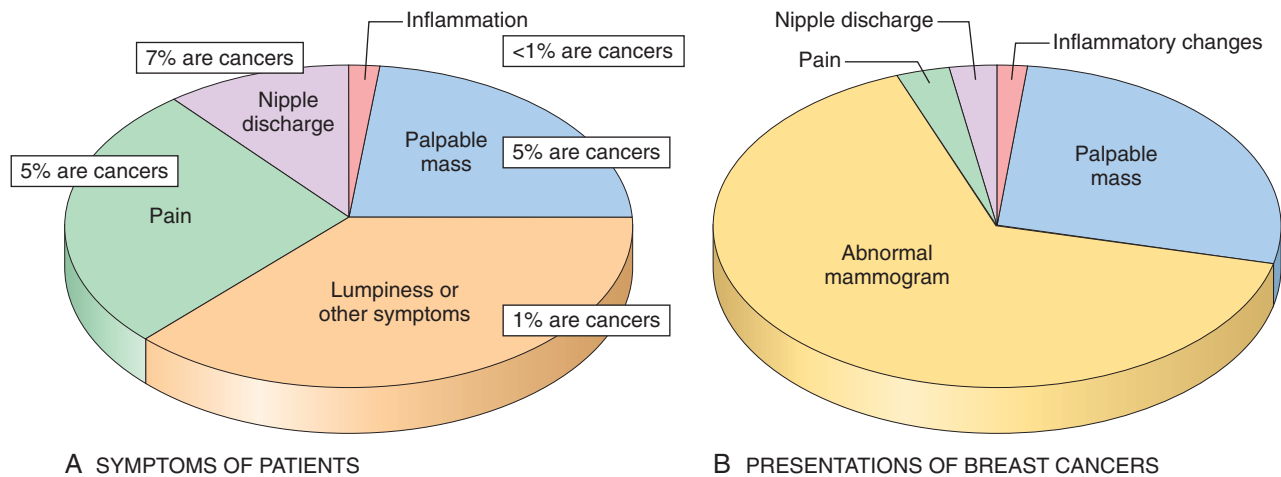 Inflammation
7% are cancers
<1% are cancers
Nipple
discharge
Palpable
mass
5% are cancers
5% are cancers
Pain
Lumpiness or
other symptoms
1% are cancers
A SYMPTOMS OF PATIENTS
Nipple discharge
Inflammatory changes
Pain
Palpable
mass
Abnormal
mammogram
B PRESENTATIONS OF BREAST CANCERS